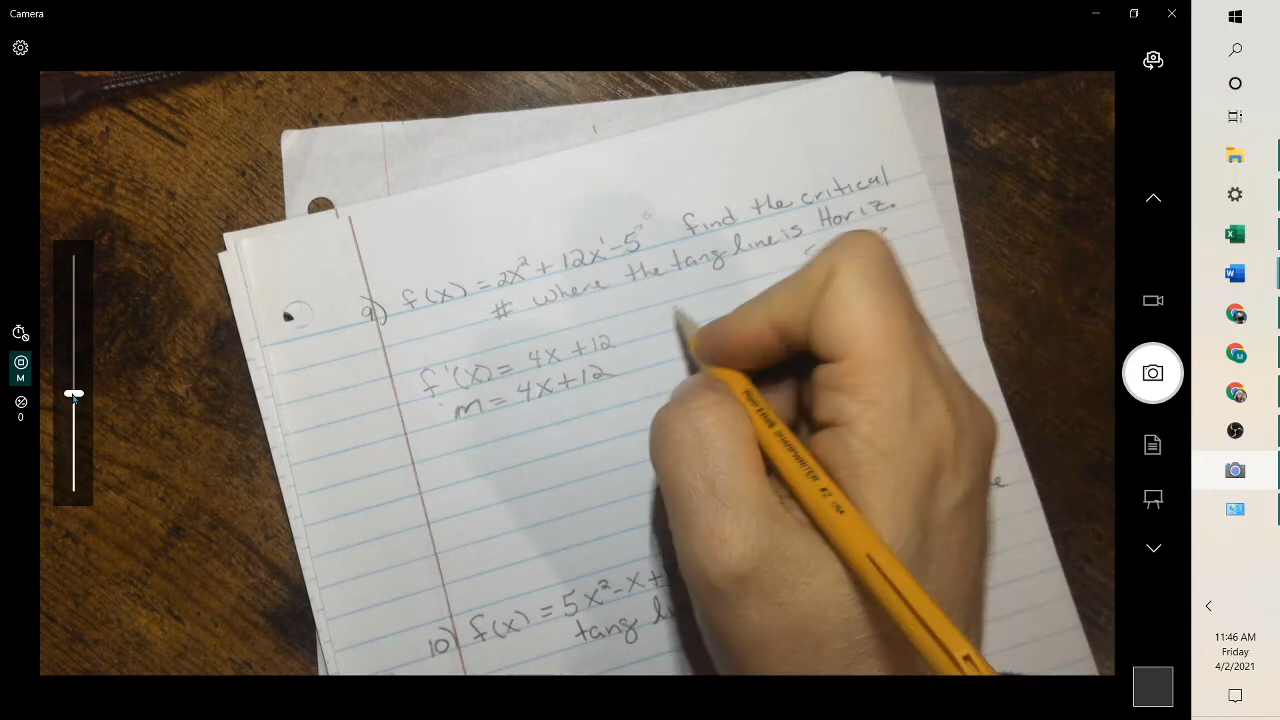 Camera
9) f(x) = 2x² + 12x¹ - 5⁰ find the critical
# where the tang line is Horiz.
f'(x) = 4x + 12
m = 4x + 12
10) f(x) = 5x² - x +
tang
M
0
11:46 AM
Friday
4/2/2021